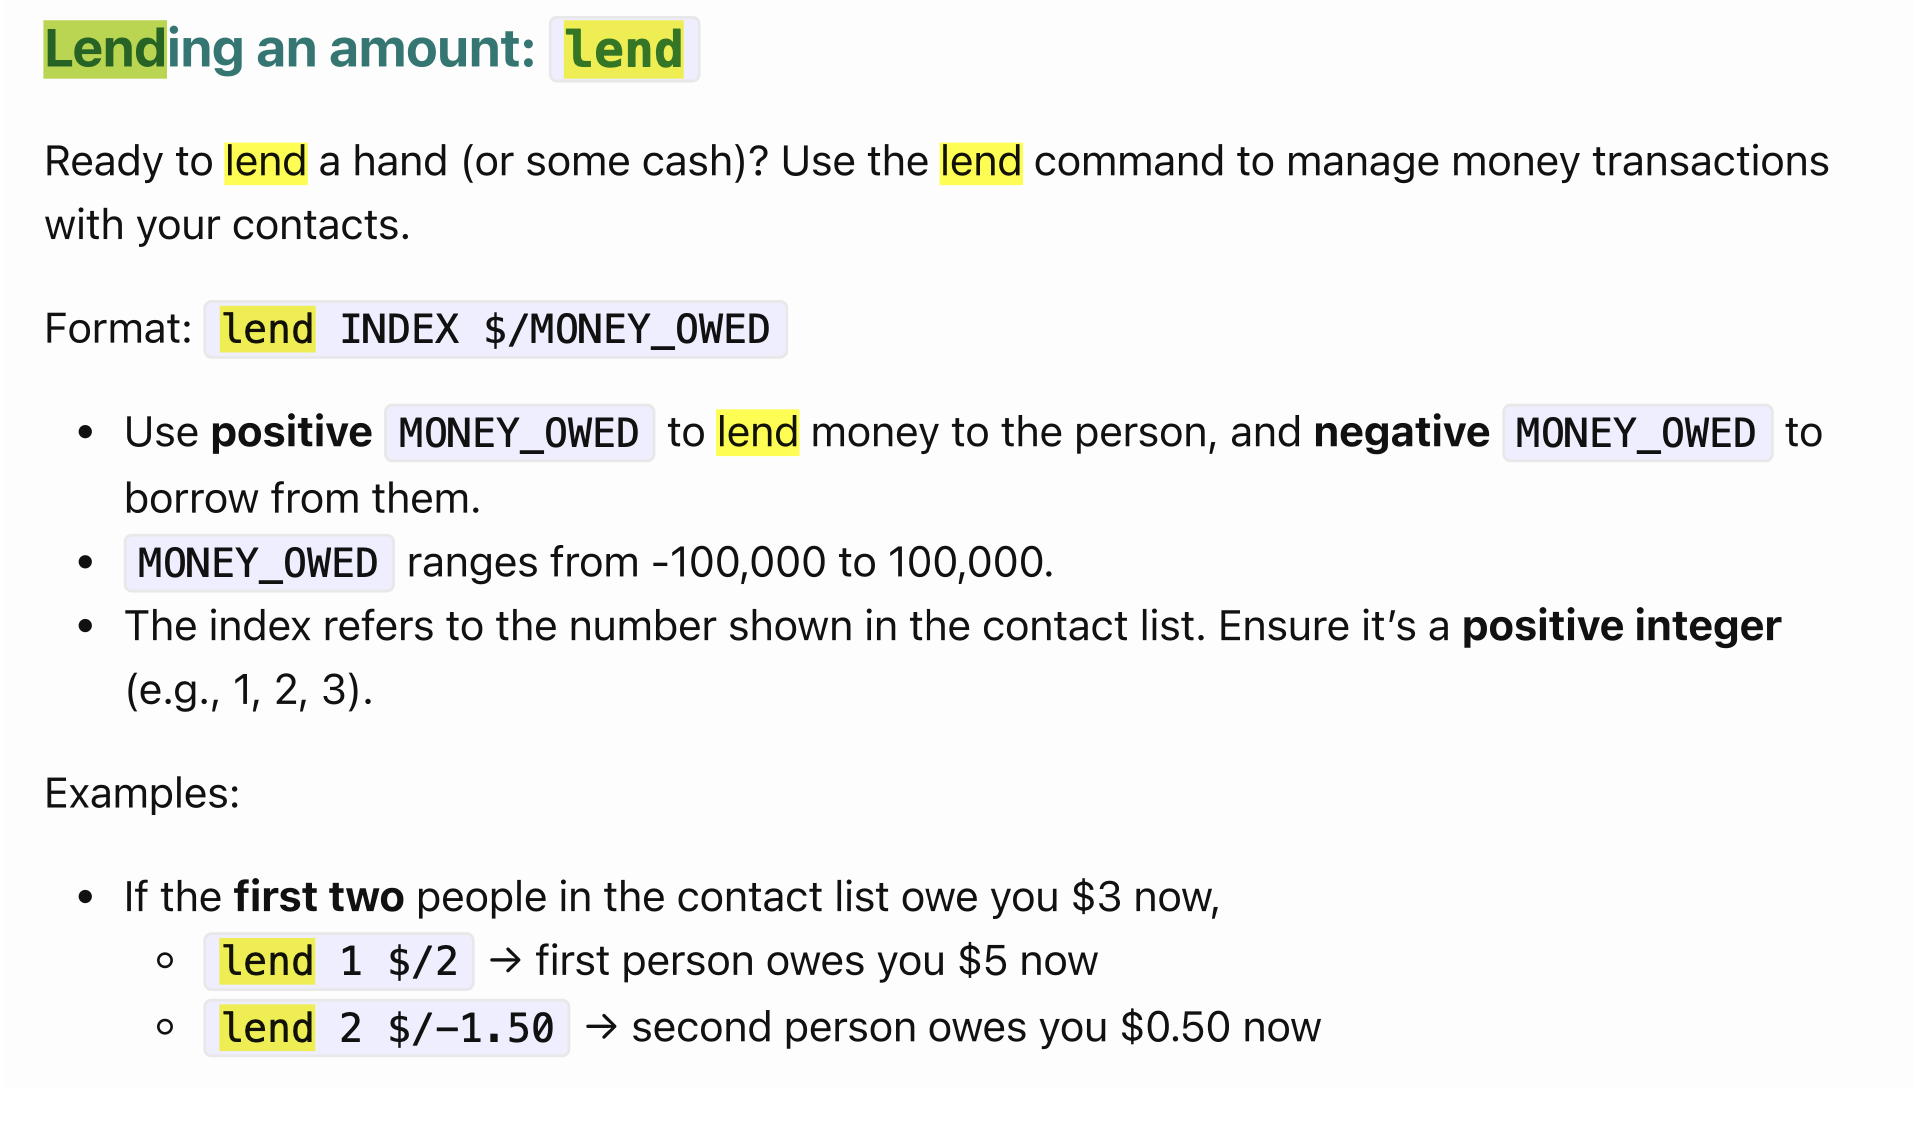 Lending an amount: lend
Ready to lend a hand (or some cash)? Use the lend command to manage money transactions
with your contacts.
Format: lend INDEX $/MONEY_OWED
• Use positive MONEY_OWED to lend money to the person, and negative MONEY_OWED to
borrow from them.
• MONEY_OWED ranges from -100,000 to 100,000.
• The index refers to the number shown in the contact list. Ensure it’s a positive integer
(e.g., 1, 2, 3).
Examples:
• If the first two people in the contact list owe you $3 now,
◦ lend 1 $/2 → first person owes you $5 now
◦ lend 2 $/-1.50 → second person owes you $0.50 now